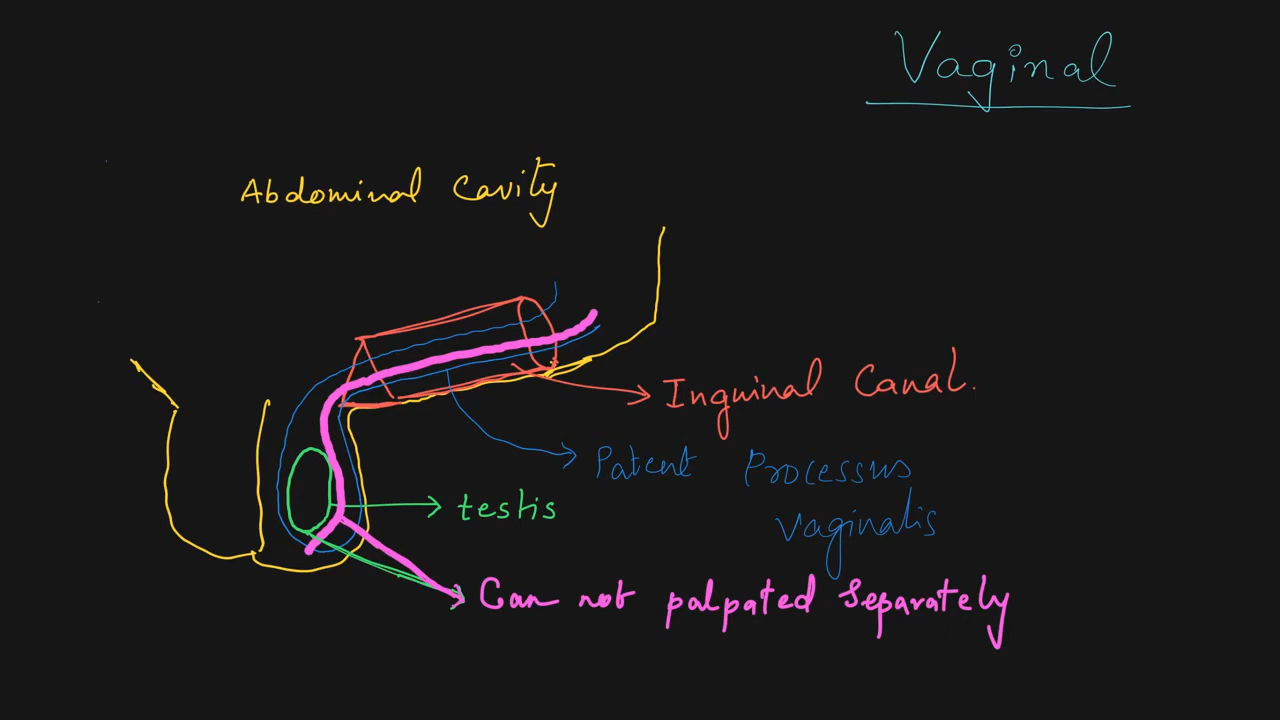 Vaginal
Abdominal Cavity
Inguinal Canal.
Patent Processus
vaginalis
testis
Can not palpated Separately